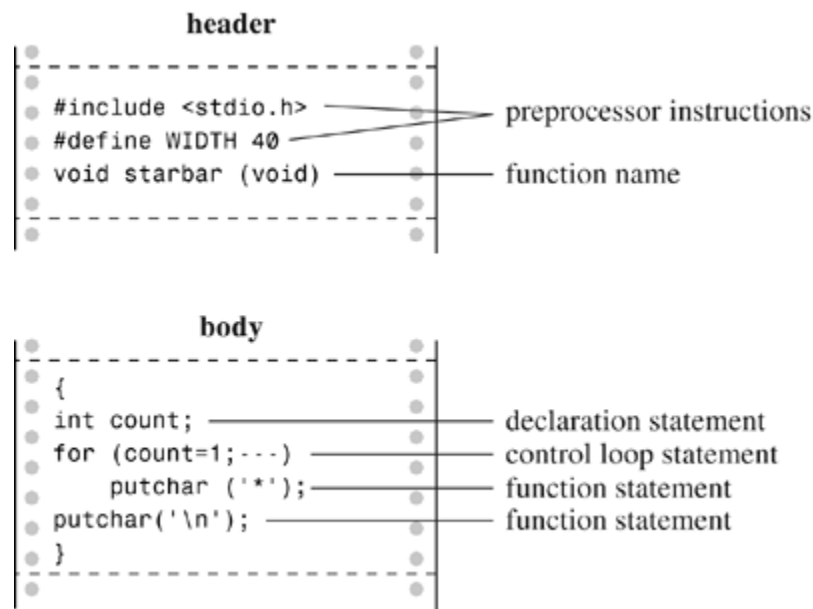 header
#include <stdio.h> preprocessor instructions
#define WIDTH 40
void starbar (void) function name
body
{
int count; declaration statement
for (count=1;---) control loop statement
putchar ('*'); function statement
putchar('\n'); function statement
}